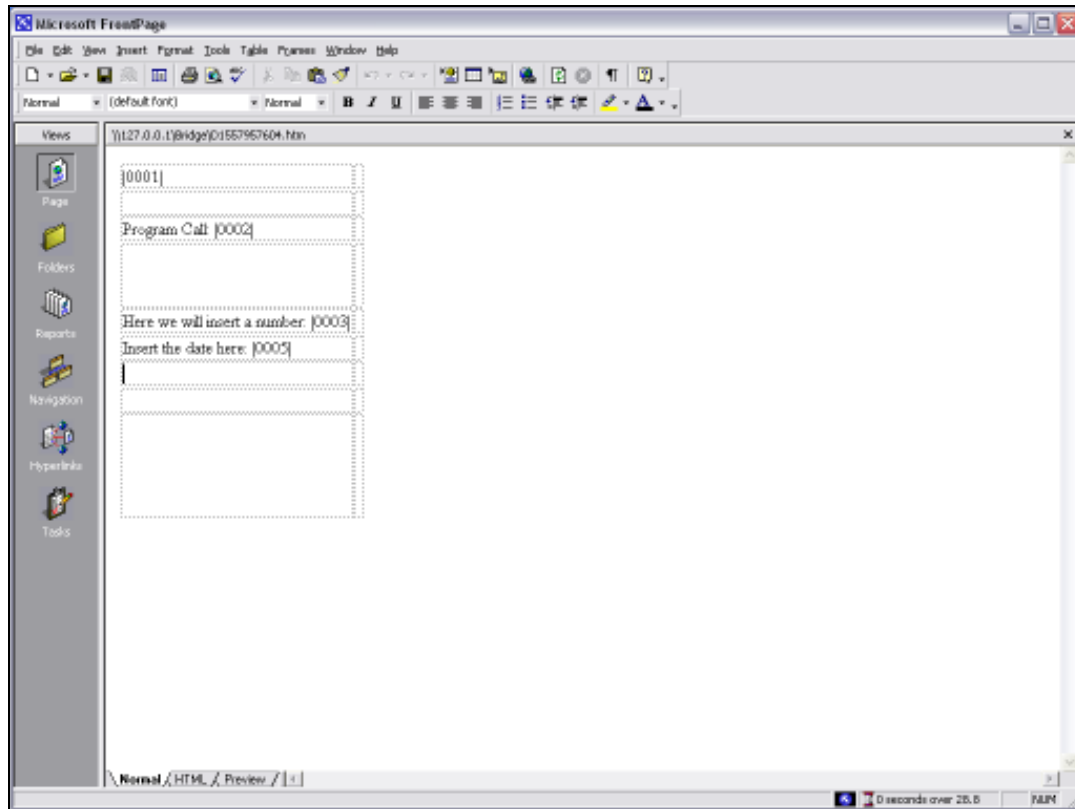 Microsoft FrontPage
File Edit View Insert Format Tools Table Frames Window Help
Normal (default font) Normal B I U A
Views \\127.0.0.1\Bridge\D1557957604.htm
|0001|
Page
Program Call: |0002|
Folders
Here we will insert a number: |0003|
Reports
Insert the date here: |0005|
Navigation
Hyperlinks
Tasks
Normal HTML Preview
0 seconds over 28.8 NUM